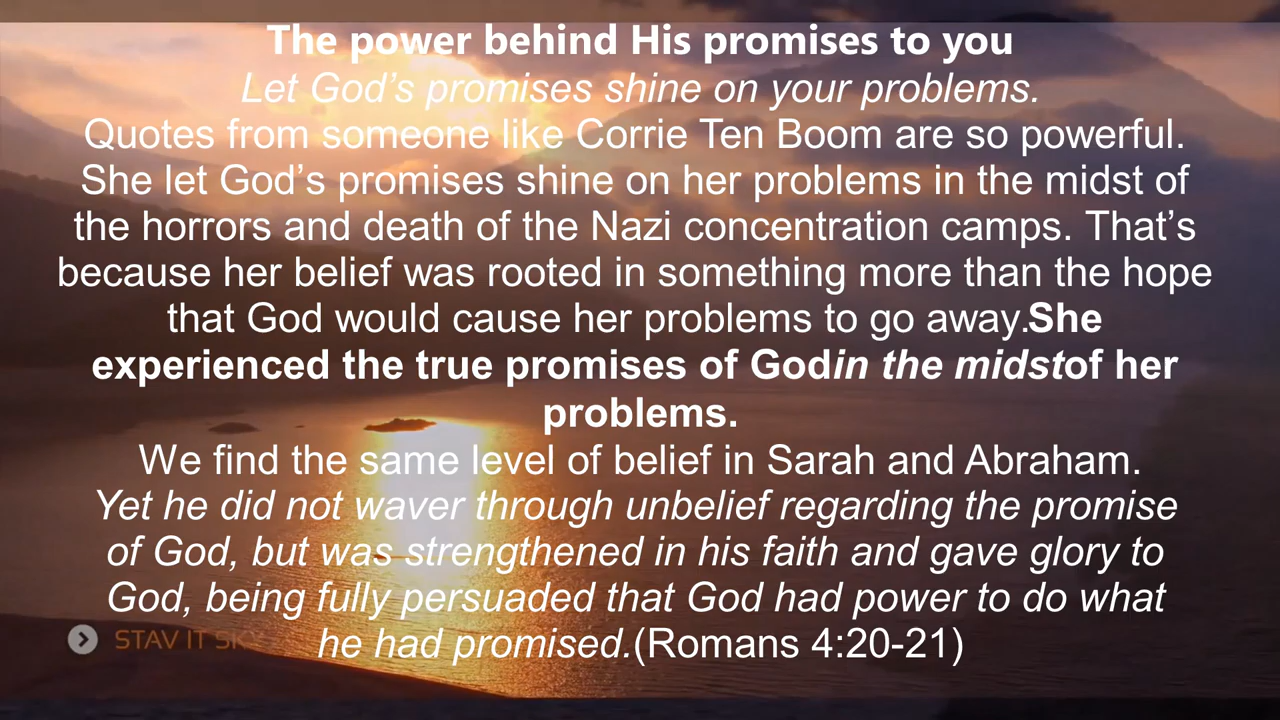 The power behind His promises to you
Let God’s promises shine on your problems.
Quotes from someone like Corrie Ten Boom are so powerful.
She let God’s promises shine on her problems in the midst of
the horrors and death of the Nazi concentration camps. That’s
because her belief was rooted in something more than the hope
that God would cause her problems to go away.She
experienced the true promises of Godin the midstof her
problems.
We find the same level of belief in Sarah and Abraham.
Yet he did not waver through unbelief regarding the promise
of God, but was strengthened in his faith and gave glory to
God, being fully persuaded that God had power to do what
he had promised.(Romans 4:20-21)
STAV IT SKY